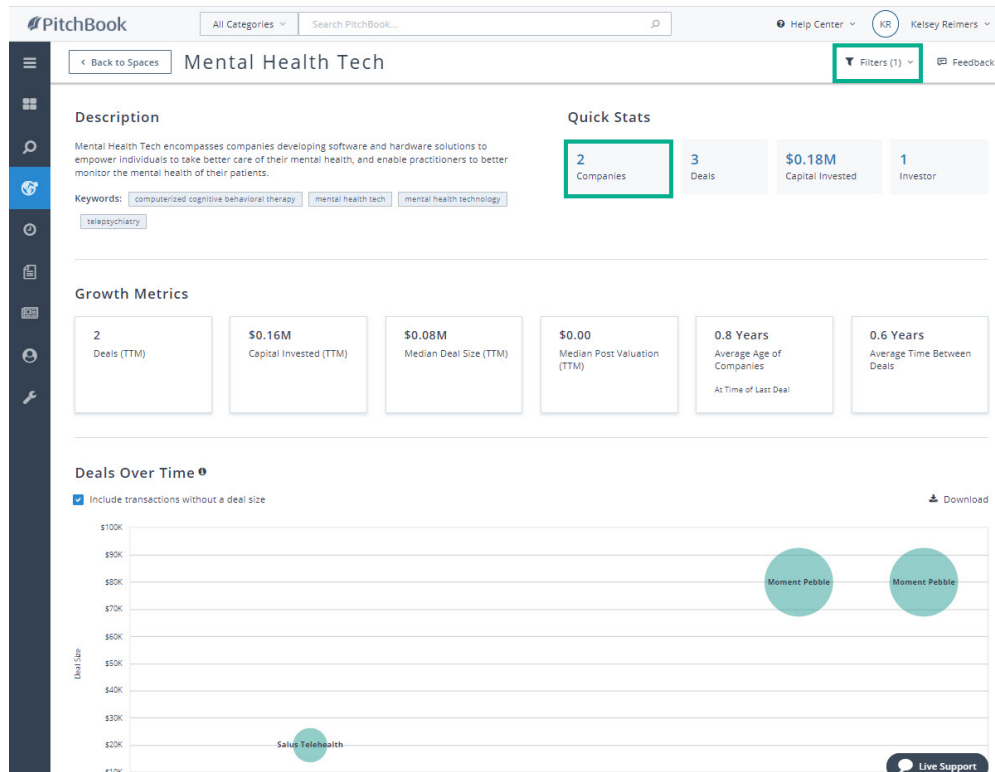 PitchBook
All Categories
Search PitchBook...
Help Center
KR
Kelsey Reimers
Back to Spaces
Mental Health Tech
Filters (1)
Feedback
Description
Mental Health Tech encompasses companies developing software and hardware solutions to
empower individuals to take better care of their mental health, and enable practitioners to better
monitor the mental health of their patients.
Keywords: computerized cognitive behavioral therapy mental health tech mental health technology
telepsychiatry
Quick Stats
2
Companies
3
Deals
$0.18M
Capital Invested
1
Investor
Growth Metrics
2
Deals (TTM)
$0.16M
Capital Invested (TTM)
$0.08M
Median Deal Size (TTM)
$0.00
Median Post Valuation
(TTM)
0.8 Years
Average Age of
Companies
At Time of Last Deal
0.6 Years
Average Time Between
Deals
Deals Over Time
Include transactions without a deal size
Download
$100K
$90K
$80K
$70K
$60K
$50K
$40K
$30K
$20K
$10K
Deal Size
Moment Pebble
Moment Pebble
Salus Telehealth
Live Support